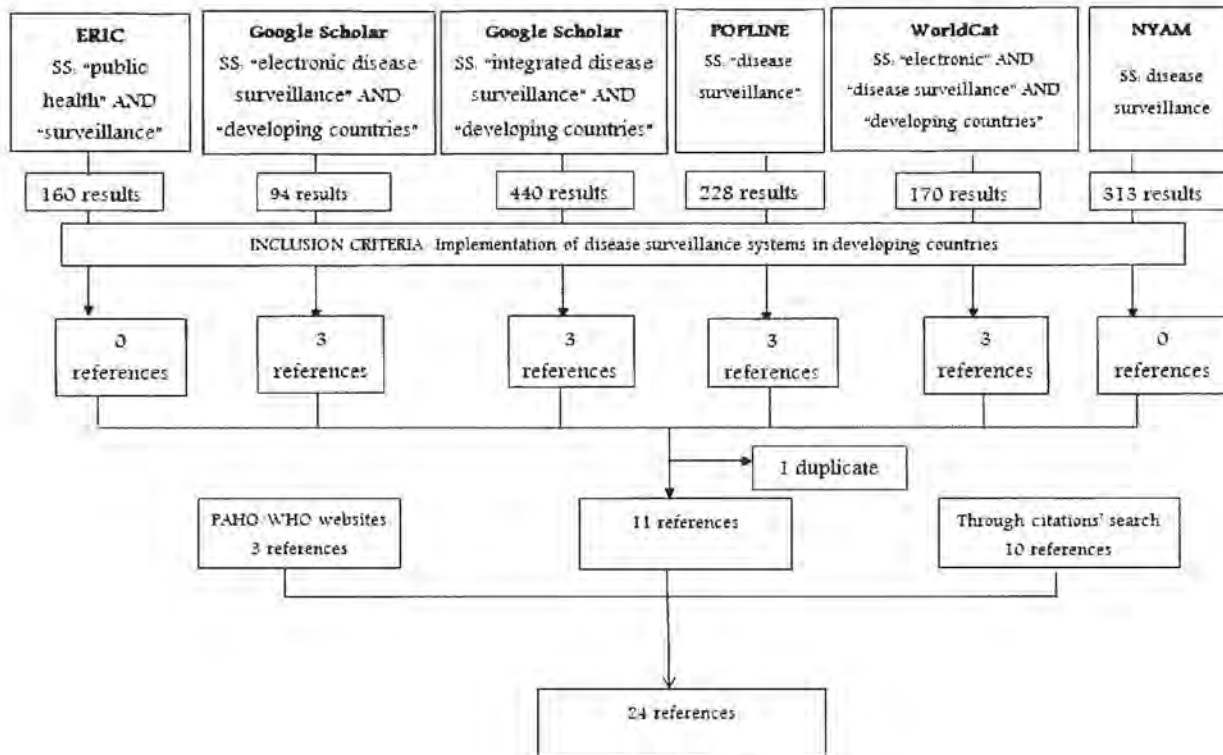 ERIC
SS: "public
health" AND
"surveillance"
Google Scholar
SS: "electronic disease
surveillance" AND
"developing countries"
Google Scholar
SS: "integrated disease
surveillance" AND
"developing countries"
POPLINE
SS: "disease
surveillance"
WorldCat
SS: "electronic" AND
"disease surveillance" AND
"developing countries"
NYAM
SS: disease
surveillance
160 results
94 results
440 results
228 results
170 results
313 results
INCLUSION CRITERIA: Implementation of disease surveillance systems in developing countries
0
references
3
references
3
references
3
references
3
references
0
references
1 duplicate
PAHO/WHO websites
3 references
11 references
Through citations' search
10 references
24 references